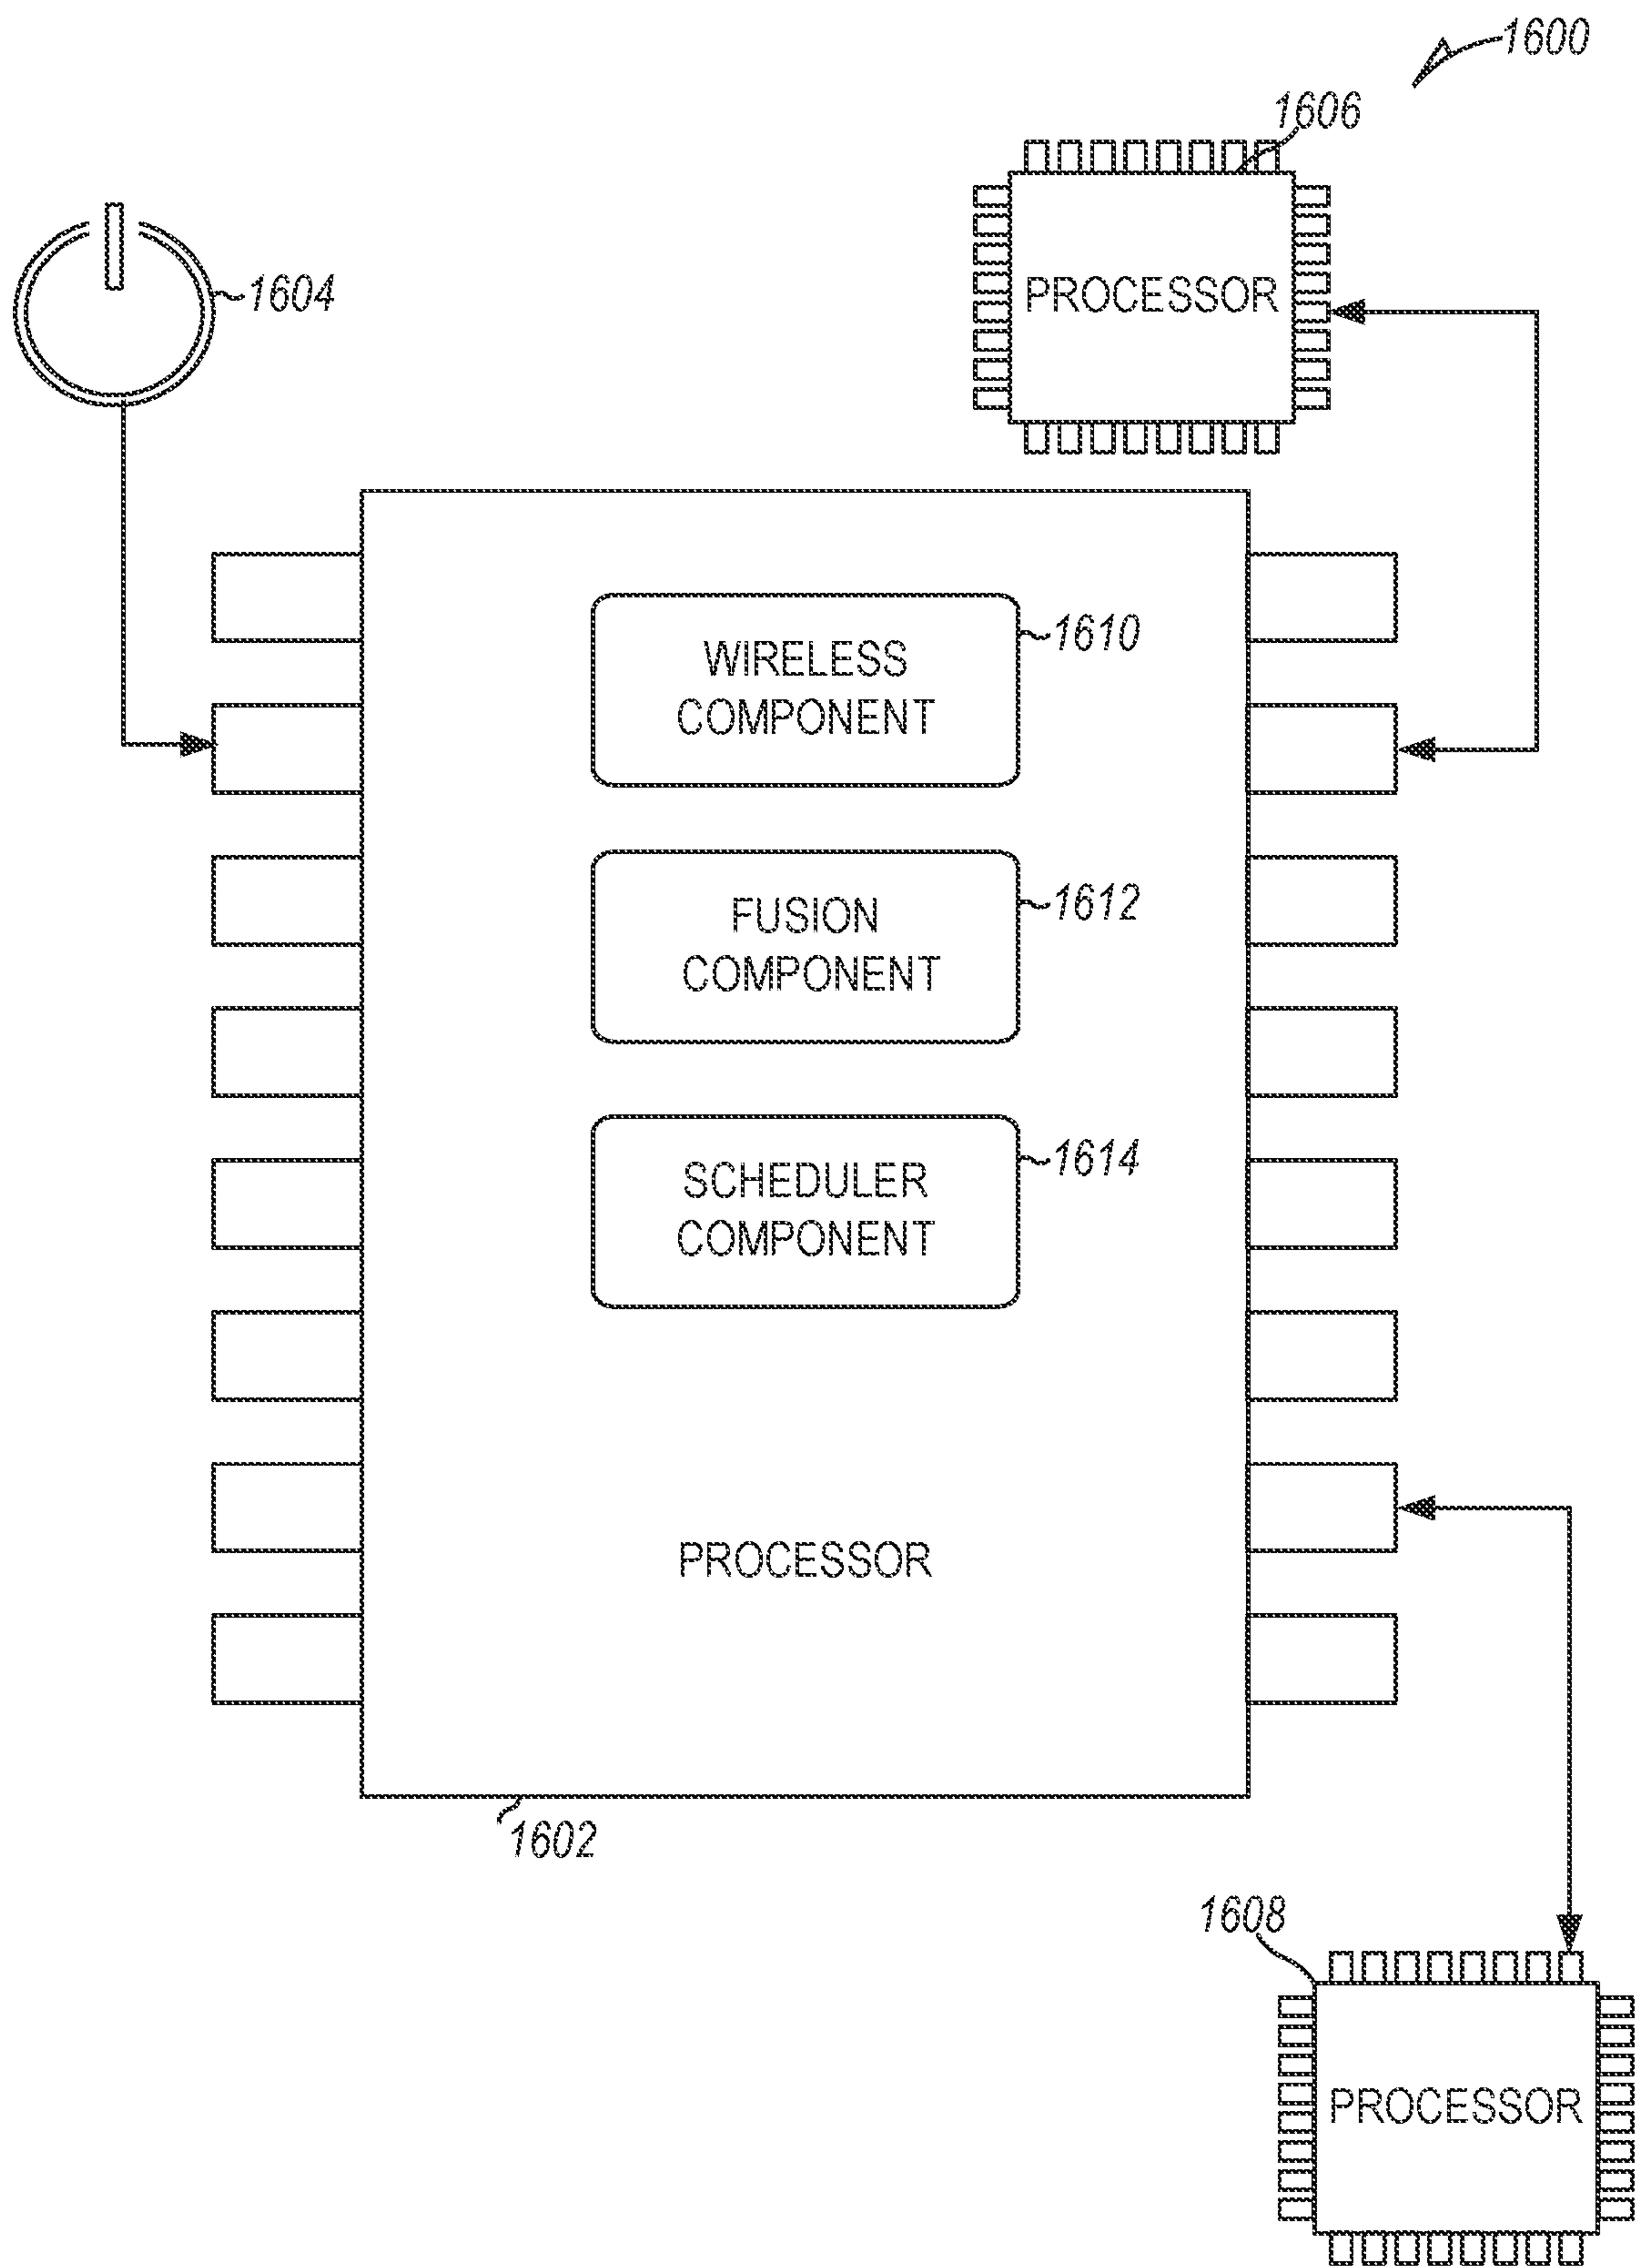 1600
1606
1604
PROCESSOR
WIRELESS
COMPONENT
1610
FUSION
COMPONENT
1612
SCHEDULER
COMPONENT
1614
PROCESSOR
1602
1608
PROCESSOR